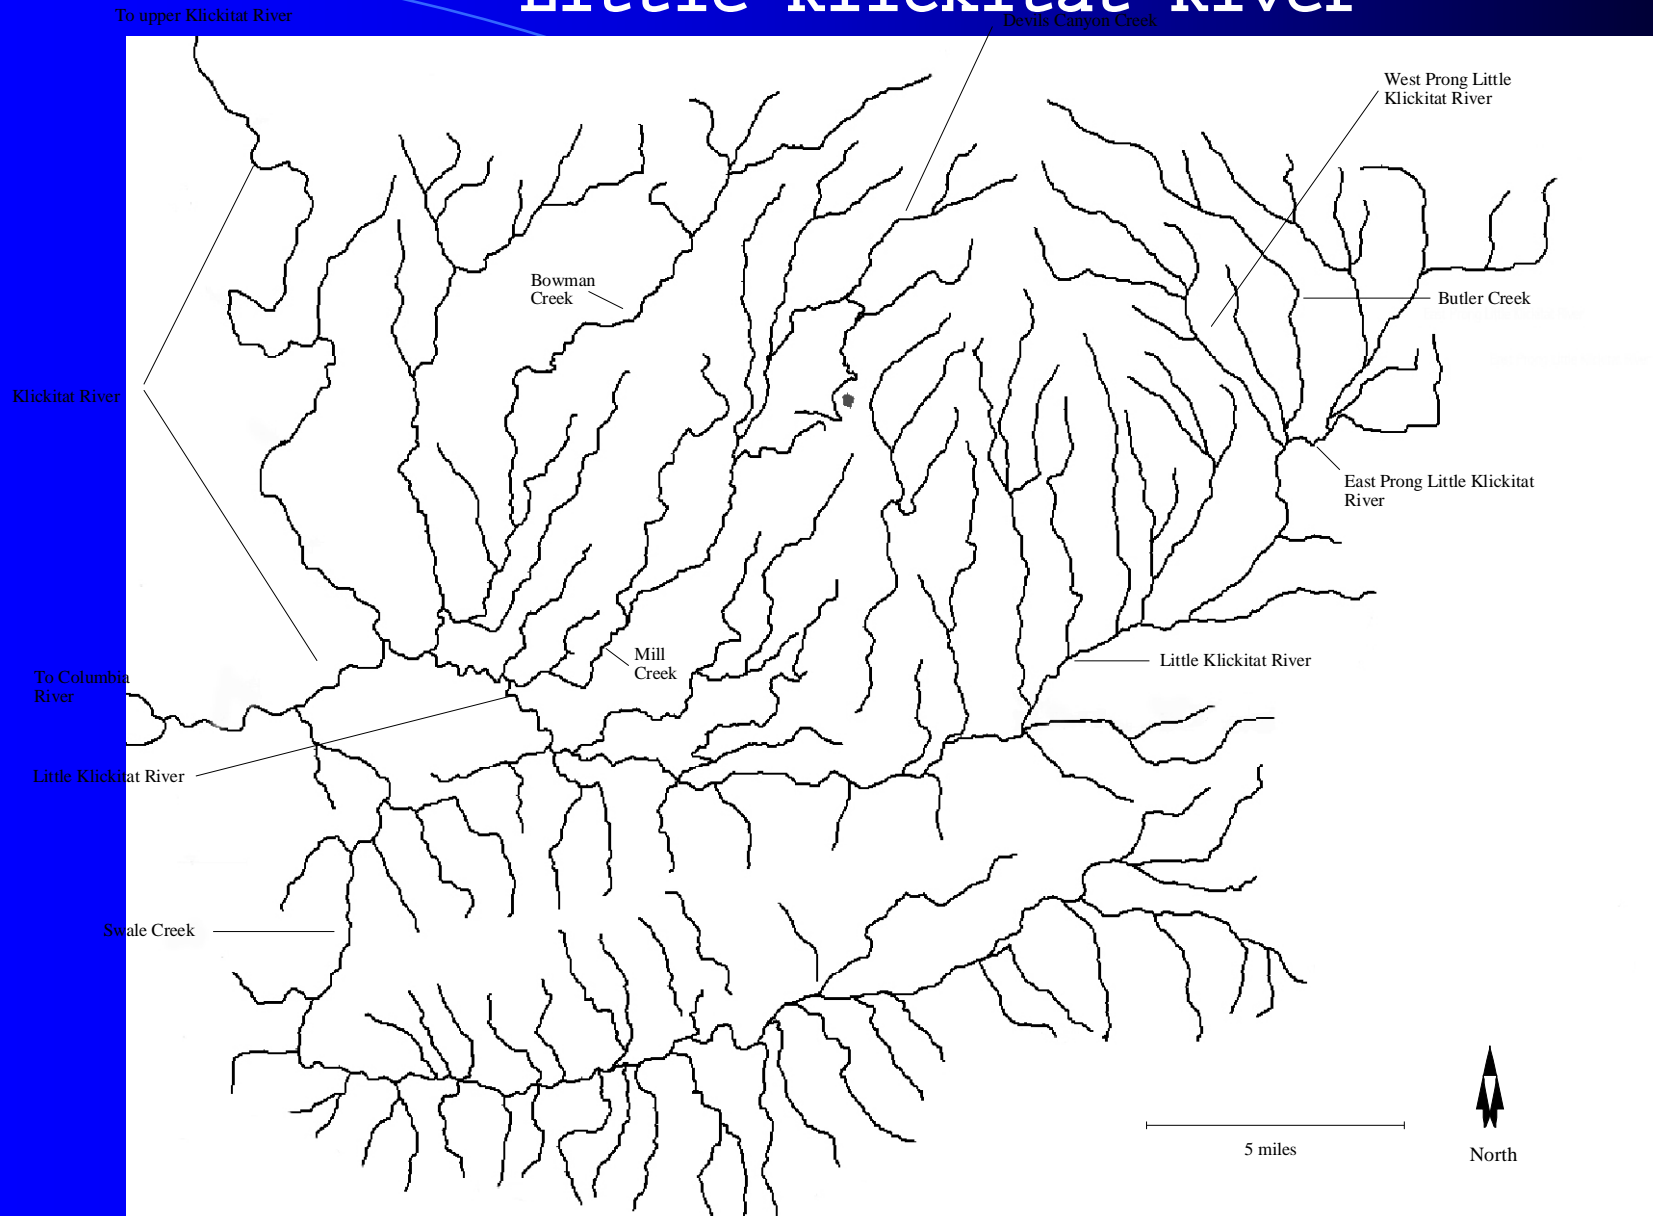 Little Klickitat River
To upper Klickitat River
Devils Canyon Creek
West Prong Little
Klickitat River
Bowman
Creek
Butler Creek
Klickitat River
East Prong Little Klickitat
River
Mill
Creek
Little Klickitat River
To Columbia
River
Little Klickitat River
Swale Creek
5 miles
North